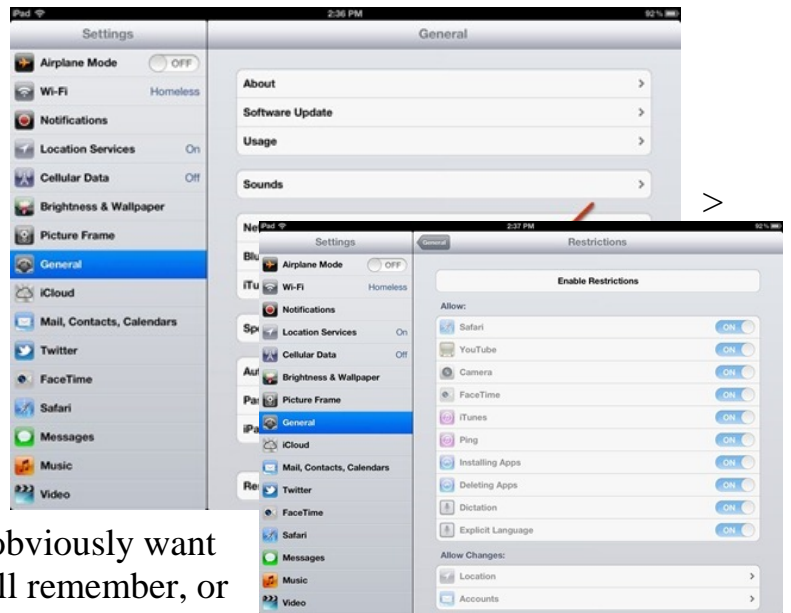 iPad 2:36 PM 92%
Settings
General
Airplane Mode OFF
Wi-Fi Homeless
Notifications
Location Services On
Cellular Data Off
Brightness & Wallpaper
Picture Frame
General
iCloud
Mail, Contacts, Calendars
Twitter
FaceTime
Safari
Messages
Music
Video
About >
Software Update >
Usage >
Sounds >
>
iPad 2:37 PM 92%
Settings
General
Restrictions
Airplane Mode OFF
Wi-Fi Homeless
Notifications
Location Services On
Cellular Data Off
Brightness & Wallpaper
Picture Frame
General
iCloud
Mail, Contacts, Calendars
Twitter
FaceTime
Safari
Messages
Music
Video
Enable Restrictions
Allow:
Safari ON
YouTube ON
Camera ON
FaceTime ON
iTunes ON
Ping ON
Installing Apps ON
Deleting Apps ON
Dictation ON
Explicit Language ON
Allow Changes:
Location >
Accounts >
obviously want
remember, or